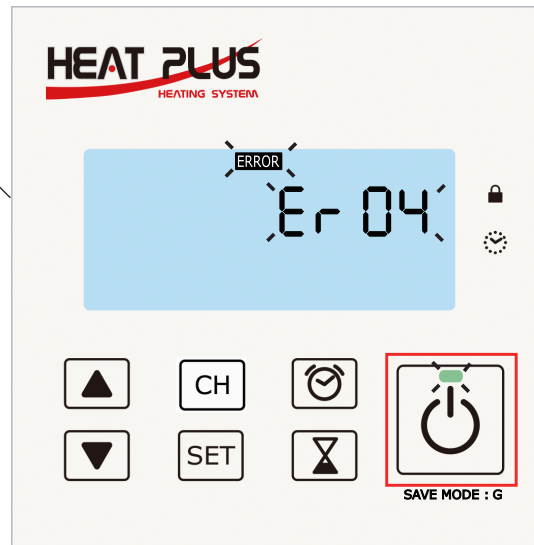 HEAT PLUS
HEATING SYSTEM
ERROR
Er 04
CH
SET
SAVE MODE : G